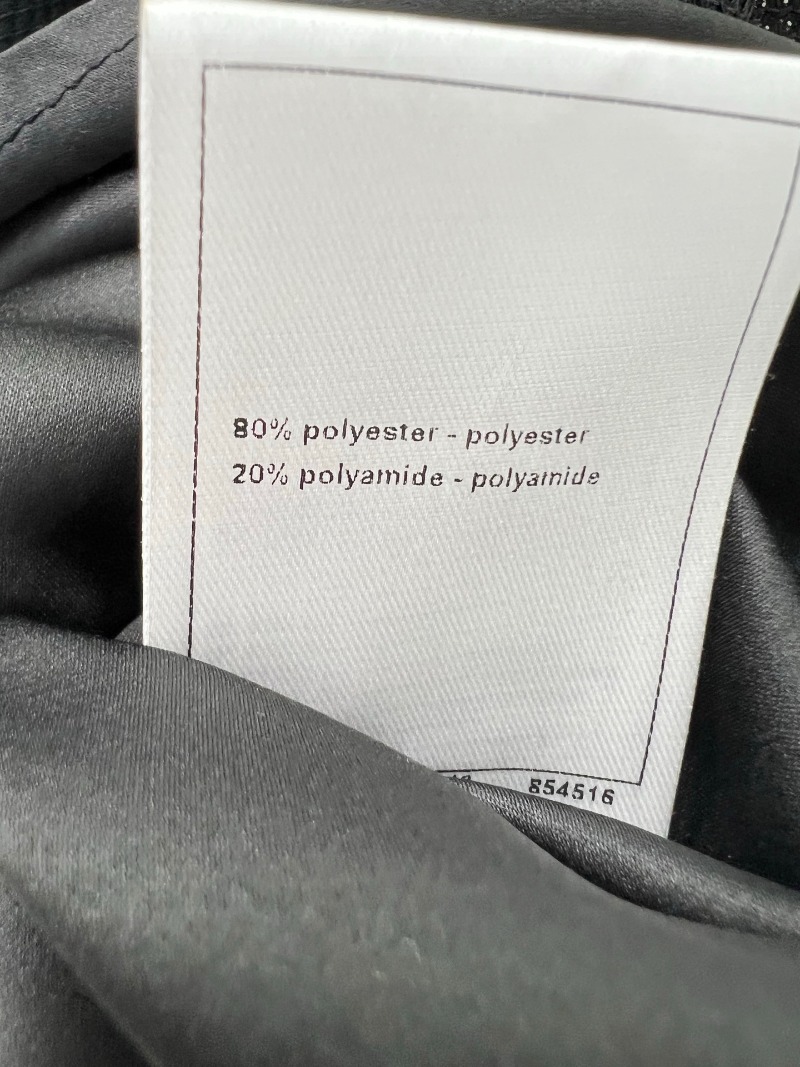 80% polyester - polyester
20% polyamide - polyamide
854516